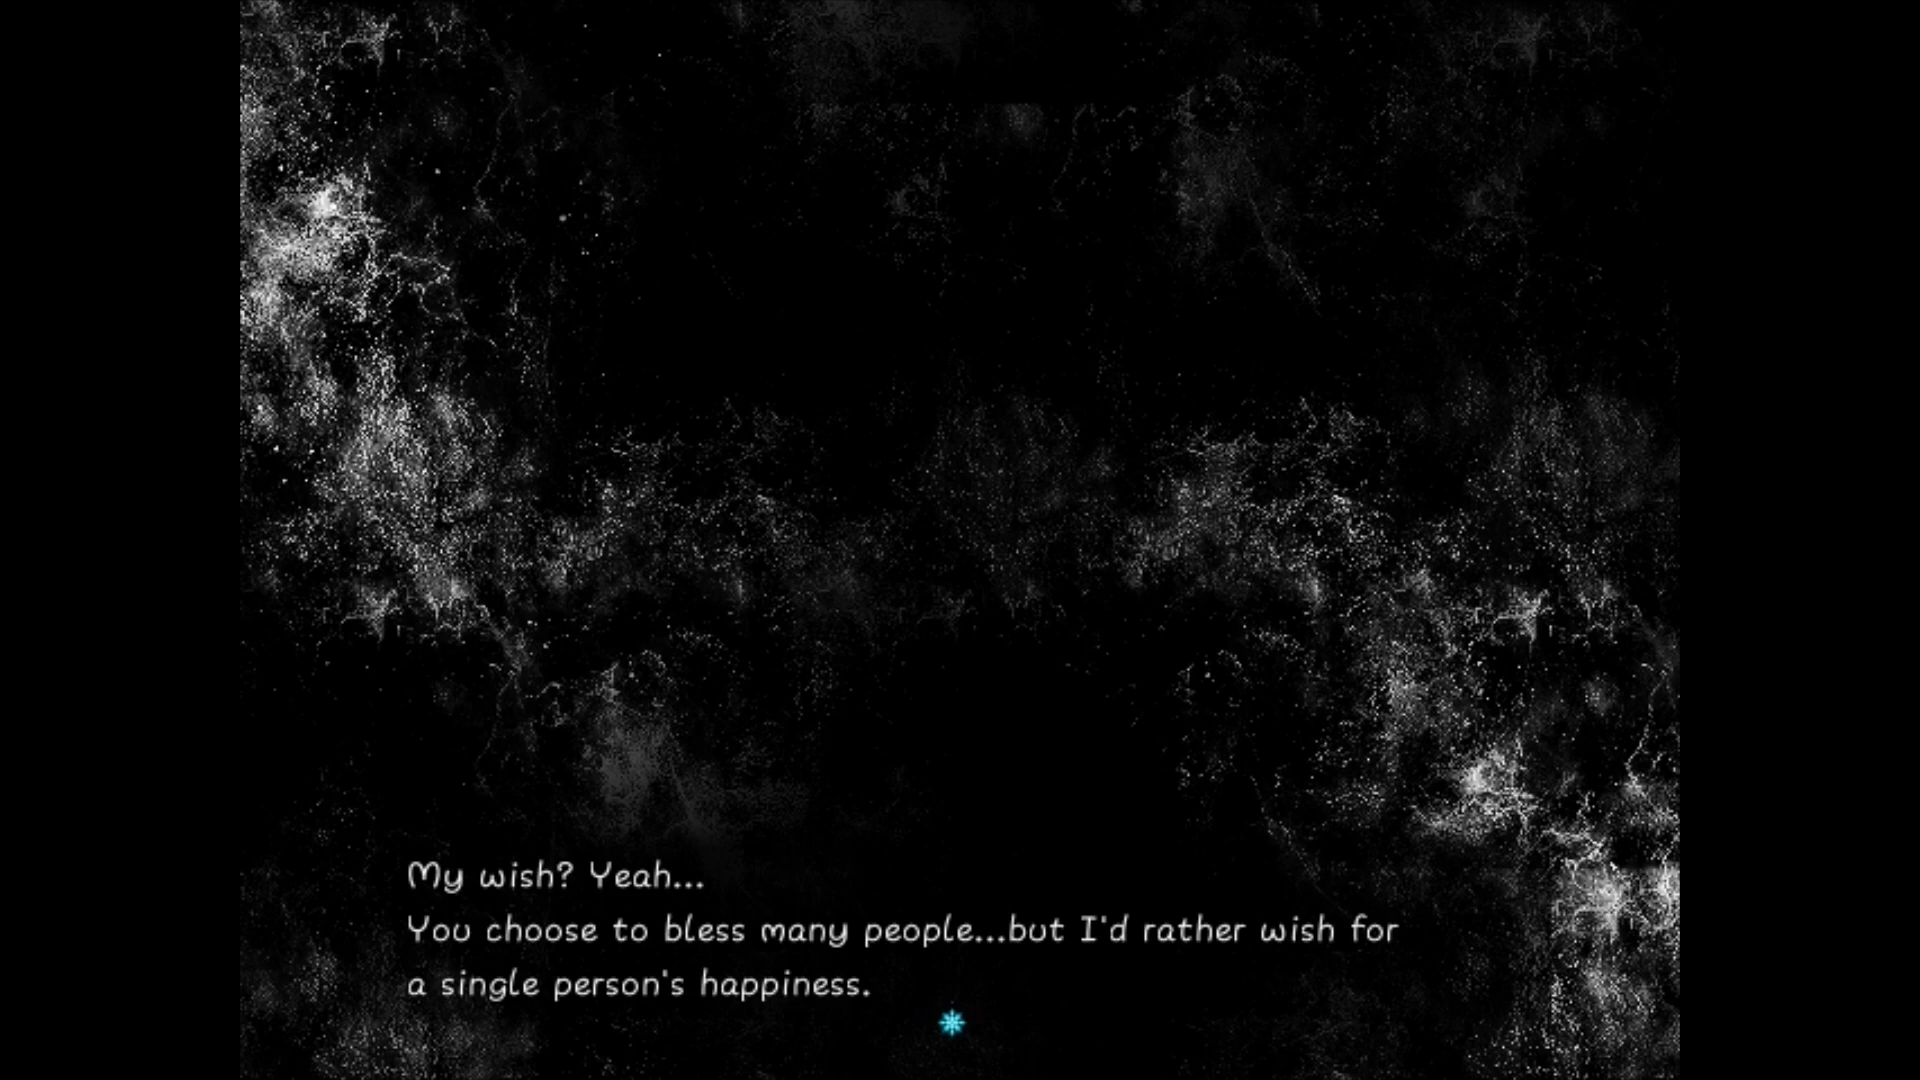 My wish? Yeah...
You choose to bless many people...but I'd rather wish for
a single person's happiness.